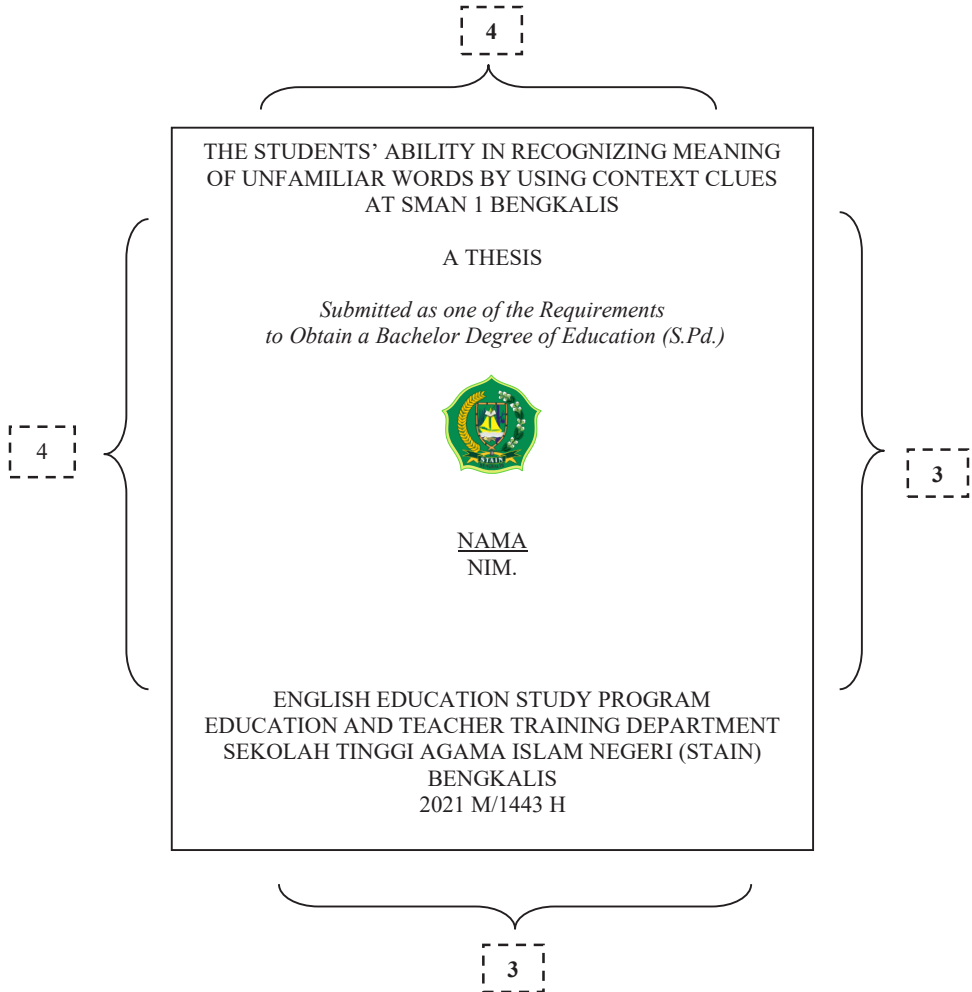 4
THE STUDENTS’ ABILITY IN RECOGNIZING MEANING
OF UNFAMILIAR WORDS BY USING CONTEXT CLUES
AT SMAN 1 BENGKALIS
A THESIS
Submitted as one of the Requirements
to Obtain a Bachelor Degree of Education (S.Pd.)
STAIN
4
3
NAMA
NIM.
ENGLISH EDUCATION STUDY PROGRAM
EDUCATION AND TEACHER TRAINING DEPARTMENT
SEKOLAH TINGGI AGAMA ISLAM NEGERI (STAIN)
BENGKALIS
2021 M/1443 H
3